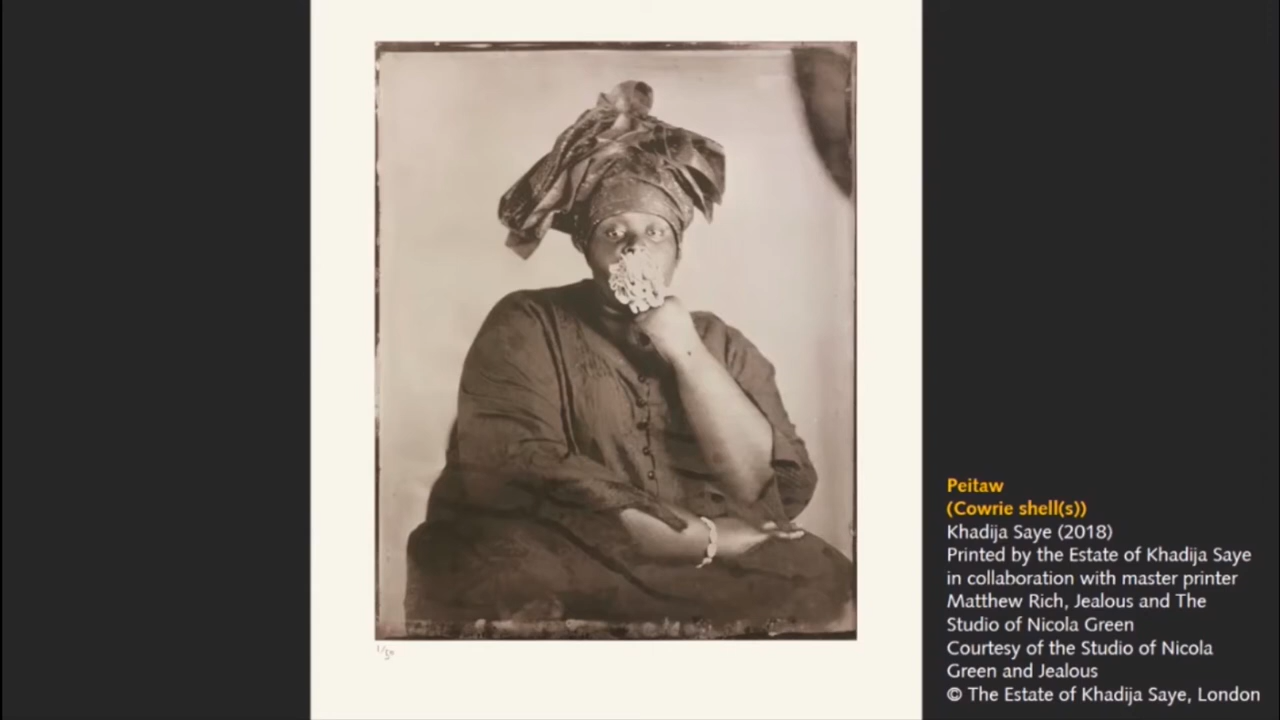 Peitaw
(Cowrie shell(s))
Khadija Saye (2018)
Printed by the Estate of Khadija Saye
in collaboration with master printer
Matthew Rich, Jealous and The
Studio of Nicola Green
Courtesy of the Studio of Nicola
Green and Jealous
© The Estate of Khadija Saye, London